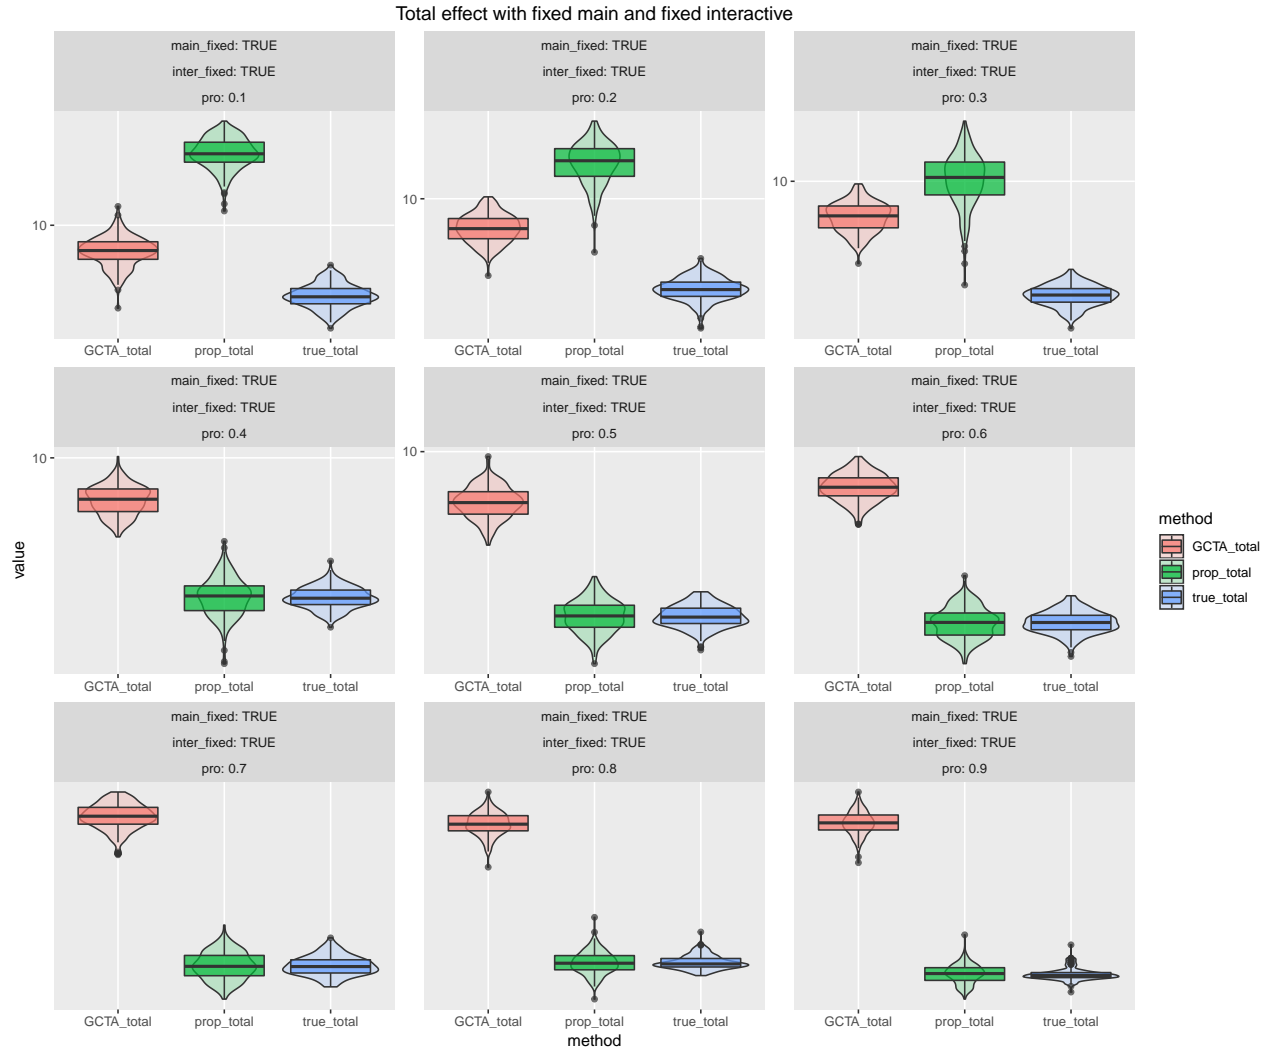 Total effect with fixed main and fixed interactive
main_fixed: TRUE
inter_fixed: TRUE
pro: 0.1
main_fixed: TRUE
inter_fixed: TRUE
pro: 0.2
main_fixed: TRUE
inter_fixed: TRUE
pro: 0.3
10
10
10
GCTA_total prop_total true_total
GCTA_total prop_total true_total
GCTA_total prop_total true_total
main_fixed: TRUE
inter_fixed: TRUE
pro: 0.4
main_fixed: TRUE
inter_fixed: TRUE
pro: 0.5
main_fixed: TRUE
inter_fixed: TRUE
pro: 0.6
10
10
GCTA_total prop_total true_total
GCTA_total prop_total true_total
GCTA_total prop_total true_total
main_fixed: TRUE
inter_fixed: TRUE
pro: 0.7
main_fixed: TRUE
inter_fixed: TRUE
pro: 0.8
main_fixed: TRUE
inter_fixed: TRUE
pro: 0.9
GCTA_total prop_total true_total
GCTA_total prop_total true_total
GCTA_total prop_total true_total
value
method
method
GCTA_total
prop_total
true_total